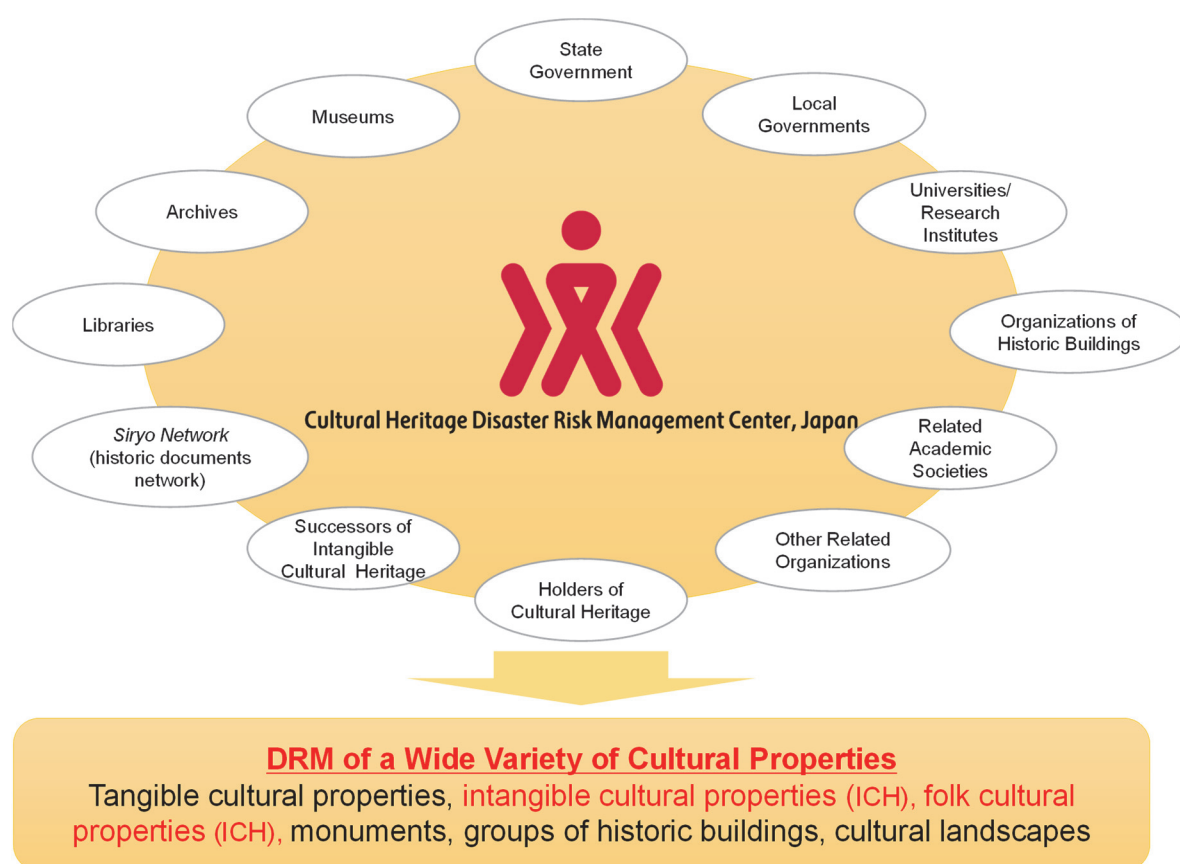 State
Government
Local
Governments
Museums
Universities/
Research
Institutes
Archives
Organizations of
Historic Buildings
Libraries
Cultural Heritage Disaster Risk Management Center, Japan
Related
Academic
Societies
Siryo Network
(historic documents
network)
Other Related
Organizations
Successors of
Intangible
Cultural Heritage
Holders of
Cultural Heritage
DRM of a Wide Variety of Cultural Properties
Tangible cultural properties, intangible cultural properties (ICH), folk cultural
properties (ICH), monuments, groups of historic buildings, cultural landscapes